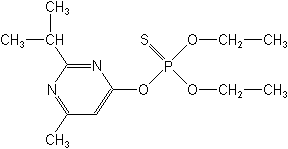 CH₃
CH₃ CH
S
O CH₂ CH₃
N N P
O O CH₂ CH₃
CH₃